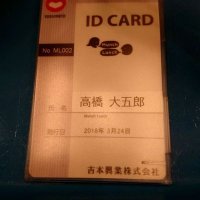 ID CARD
No ML002
氏 名
高橋 大五郎
発行日
2018年 3月24日
吉本興業株式会社